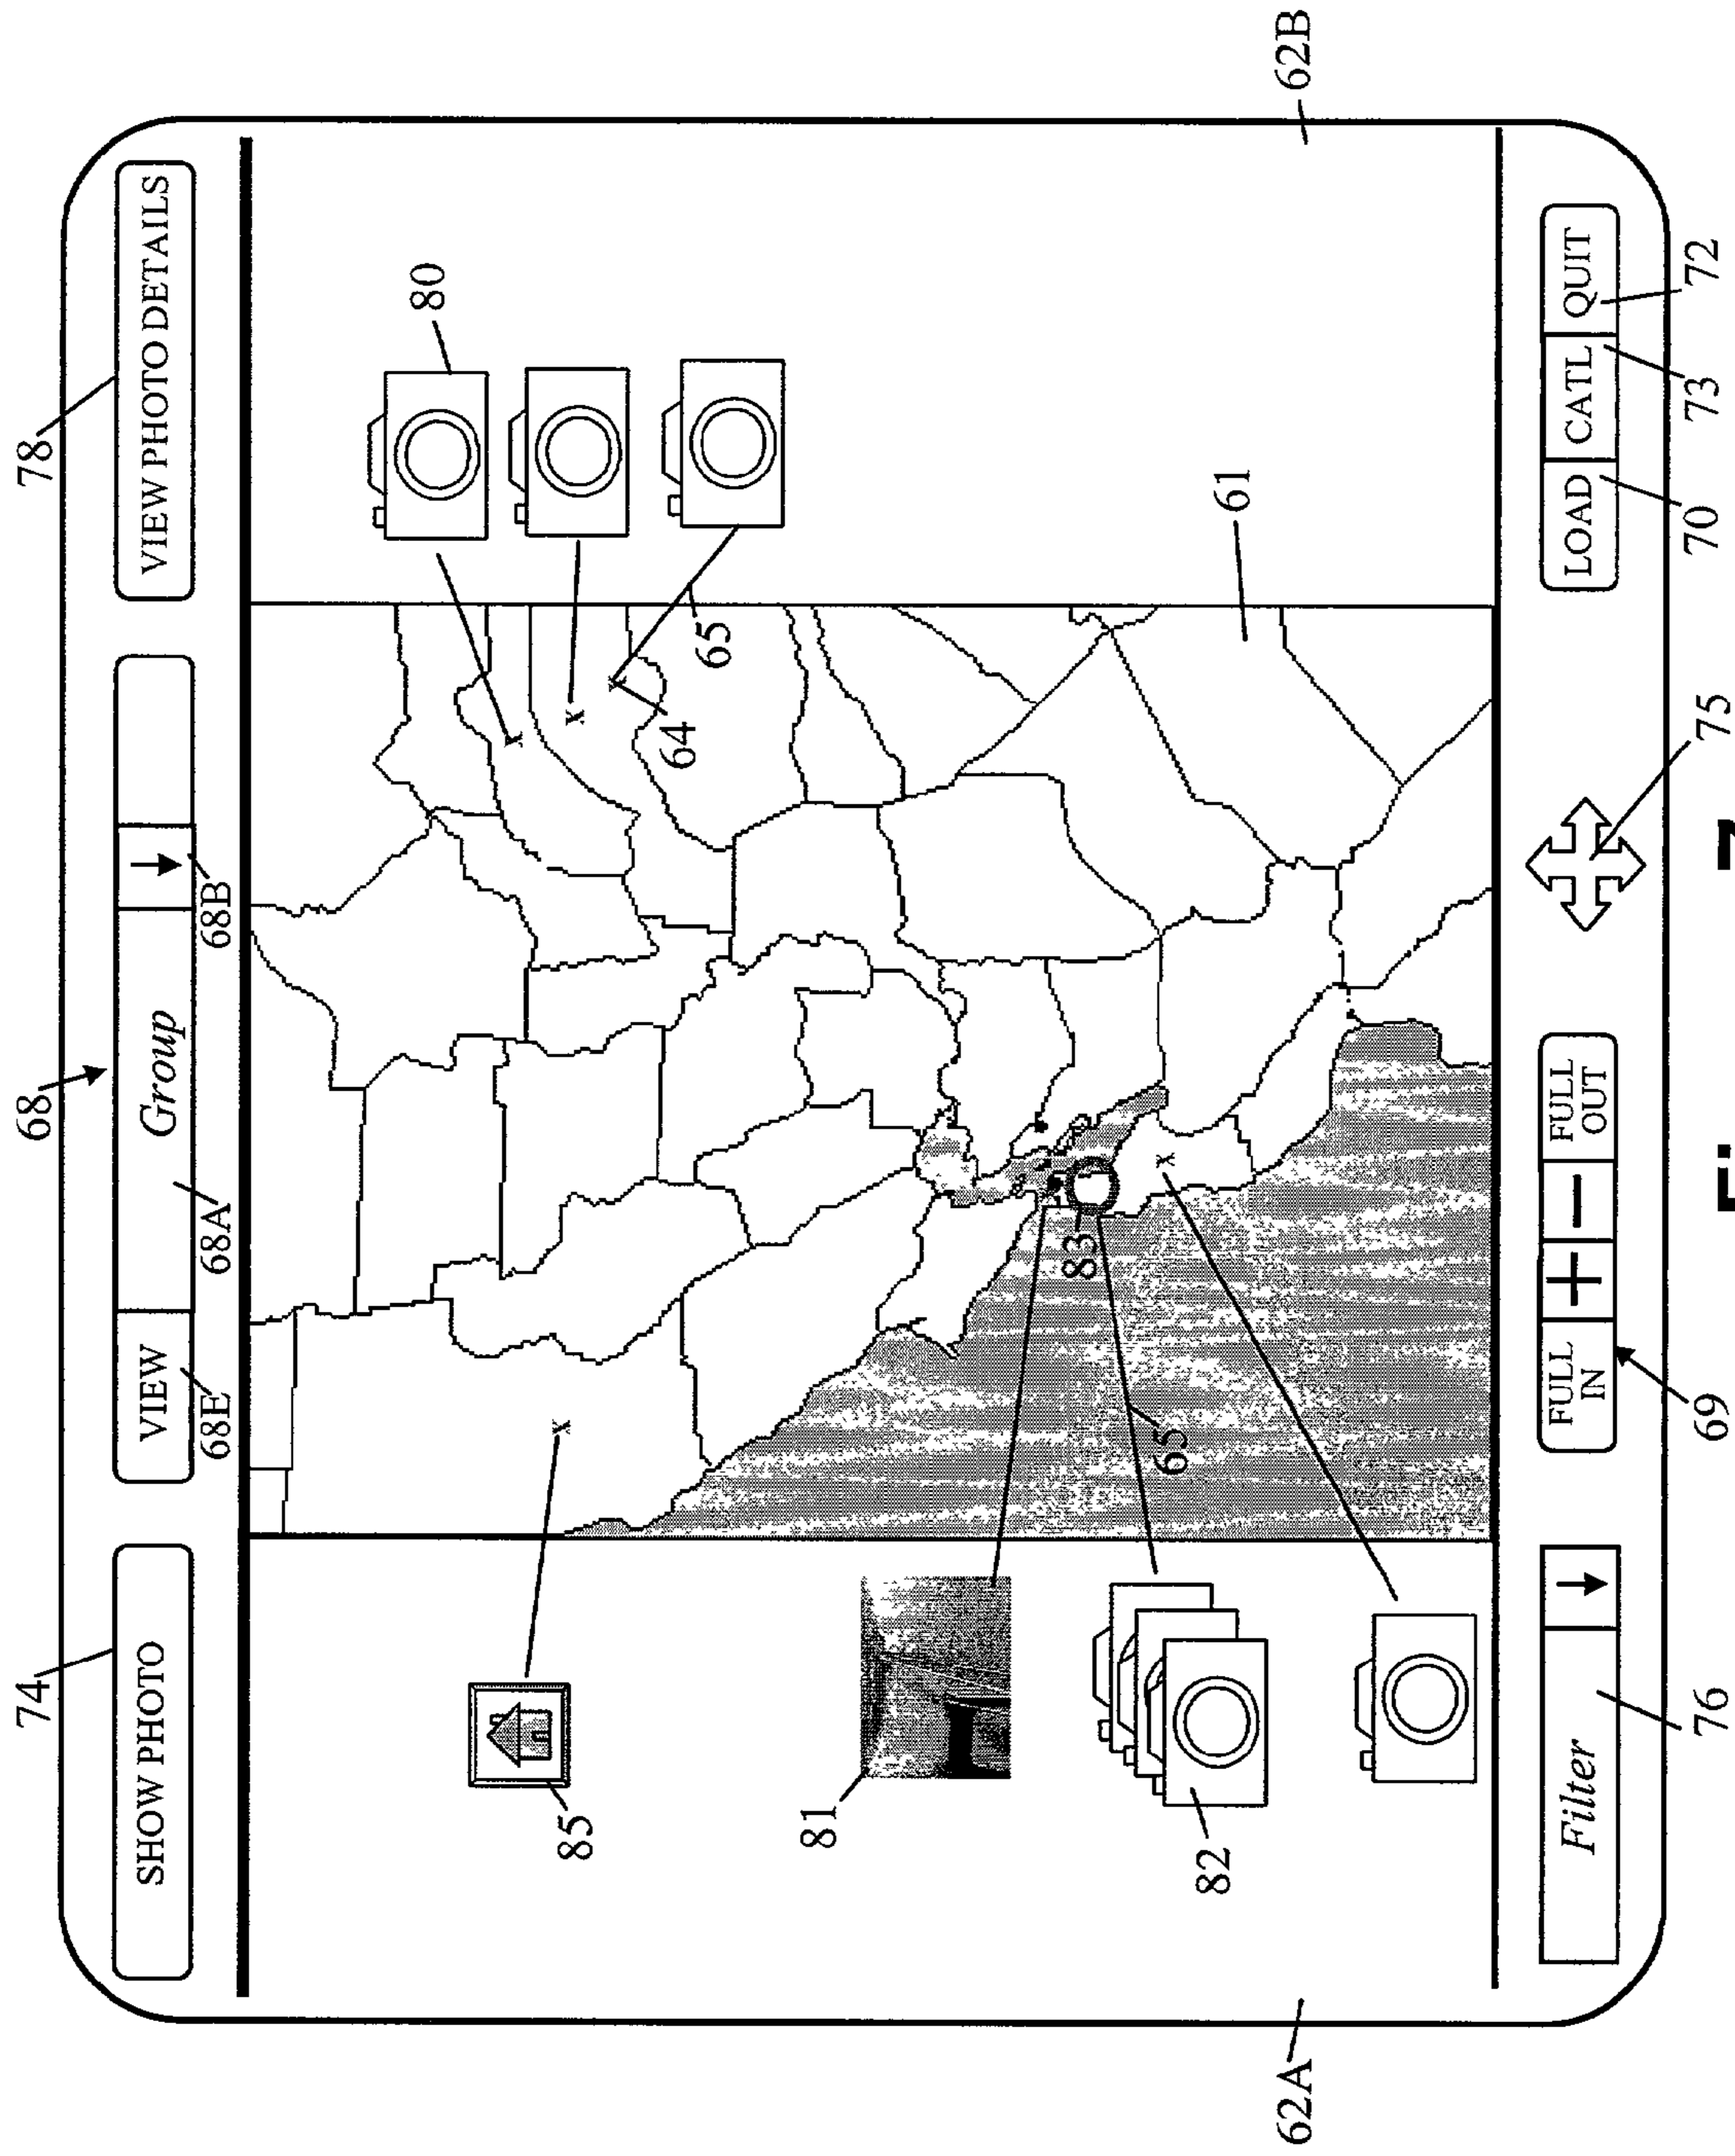 74 68 78
SHOW PHOTO VIEW Group ↓ VIEW PHOTO DETAILS
68E 68A 68B
80
x
x
x
85
x
64
65
81
83
65
x
82
61
62A
62B
Filter ↓ FULL IN + − FULL OUT LOAD CATL QUIT
76 69 75 70 73 72